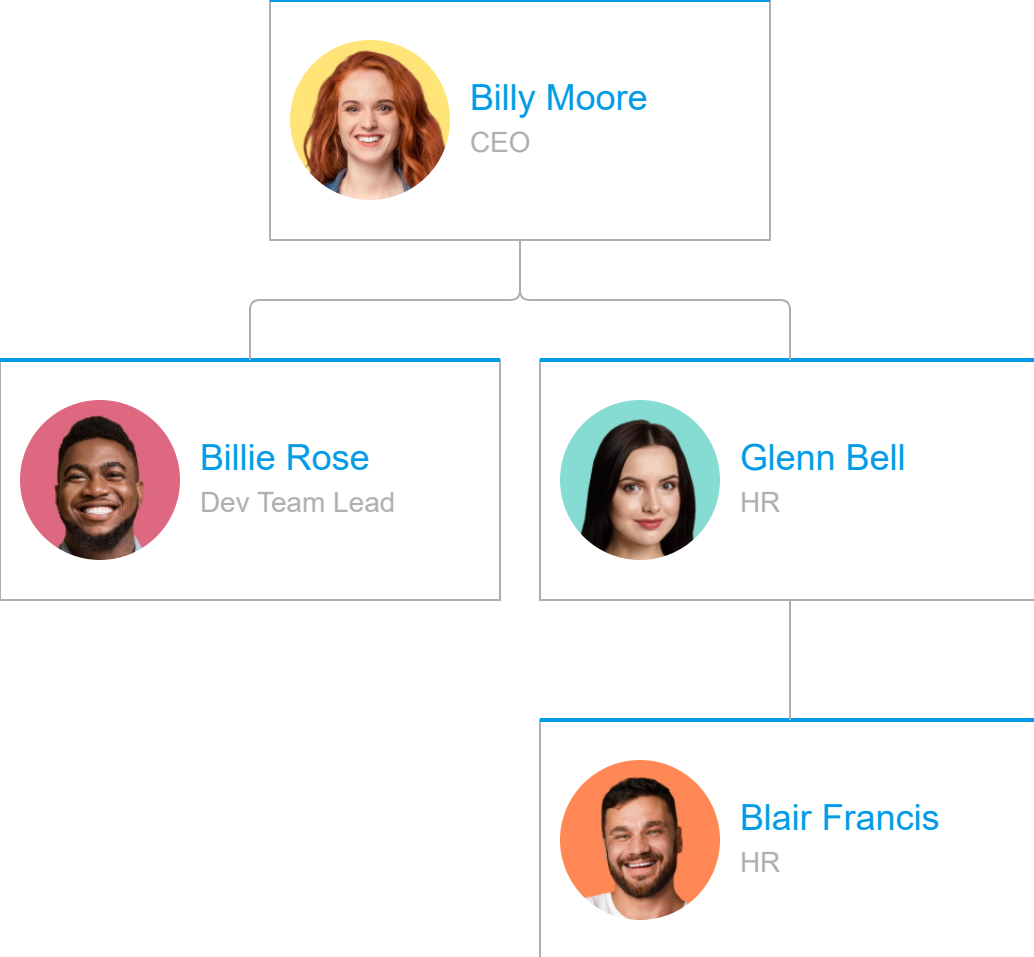 Billy Moore
CEO
Billie Rose
Dev Team Lead
Glenn Bell
HR
Blair Francis
HR